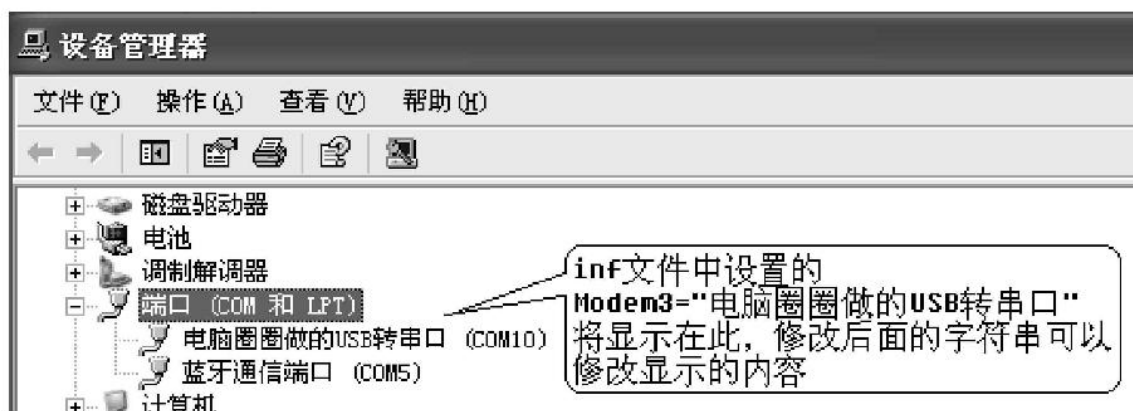 设备管理器
文件(F) 操作(A) 查看(V) 帮助(H)
磁盘驱动器
电池
调制解调器
端口 (COM 和 LPT)
电脑圈圈做的USB转串口 (COM10)
蓝牙通信端口 (COM5)
计算机
inf文件中设置的
Modem3="电脑圈圈做的USB转串口"
将显示在此，修改后面的字符串可以
修改显示的内容